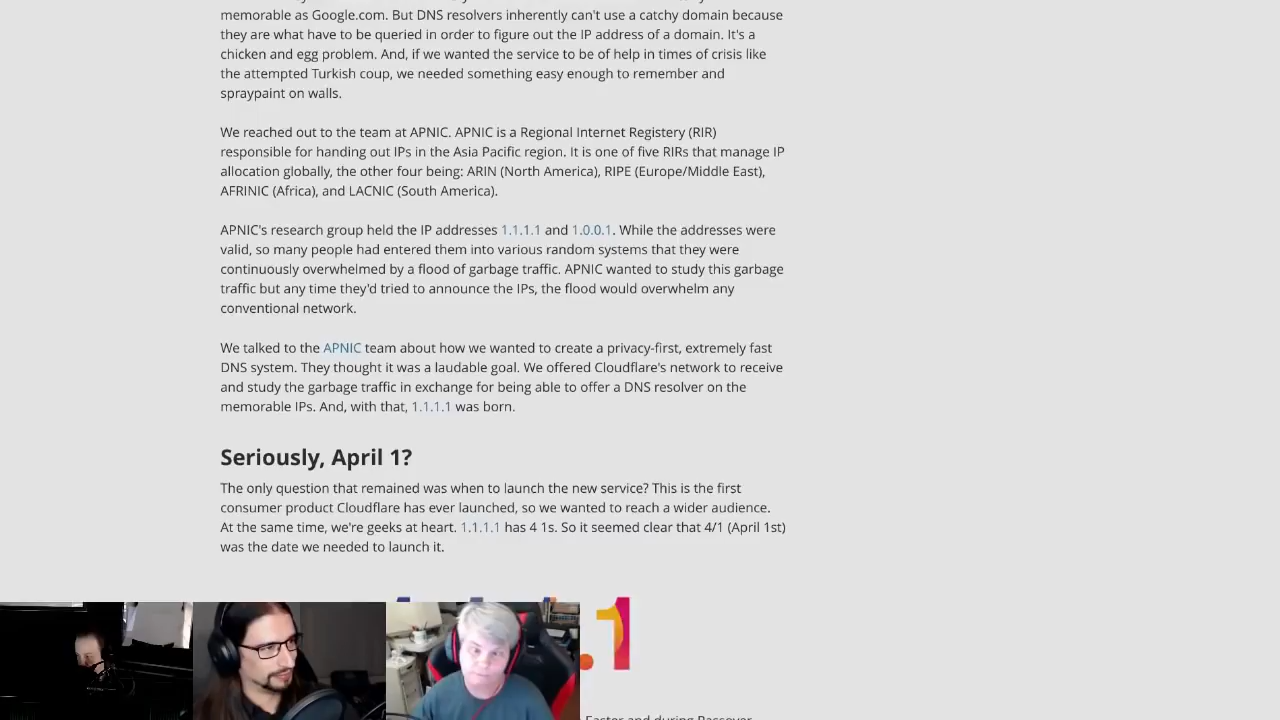 memorable as Google.com. But DNS resolvers inherently can't use a catchy domain because
they are what have to be queried in order to figure out the IP address of a domain. It's a
chicken and egg problem. And, if we wanted the service to be of help in times of crisis like
the attempted Turkish coup, we needed something easy enough to remember and
spraypaint on walls.
We reached out to the team at APNIC. APNIC is a Regional Internet Registery (RIR)
responsible for handing out IPs in the Asia Pacific region. It is one of five RIRs that manage IP
allocation globally, the other four being: ARIN (North America), RIPE (Europe/Middle East),
AFRINIC (Africa), and LACNIC (South America).
APNIC's research group held the IP addresses 1.1.1.1 and 1.0.0.1. While the addresses were
valid, so many people had entered them into various random systems that they were
continuously overwhelmed by a flood of garbage traffic. APNIC wanted to study this garbage
traffic but any time they'd tried to announce the IPs, the flood would overwhelm any
conventional network.
We talked to the APNIC team about how we wanted to create a privacy-first, extremely fast
DNS system. They thought it was a laudable goal. We offered Cloudflare's network to receive
and study the garbage traffic in exchange for being able to offer a DNS resolver on the
memorable IPs. And, with that, 1.1.1.1 was born.
Seriously, April 1?
The only question that remained was when to launch the new service? This is the first
consumer product Cloudflare has ever launched, so we wanted to reach a wider audience.
At the same time, we're geeks at heart. 1.1.1.1 has 4 1s. So it seemed clear that 4/1 (April 1st)
was the date we needed to launch it.
.1
Easter and during Passover